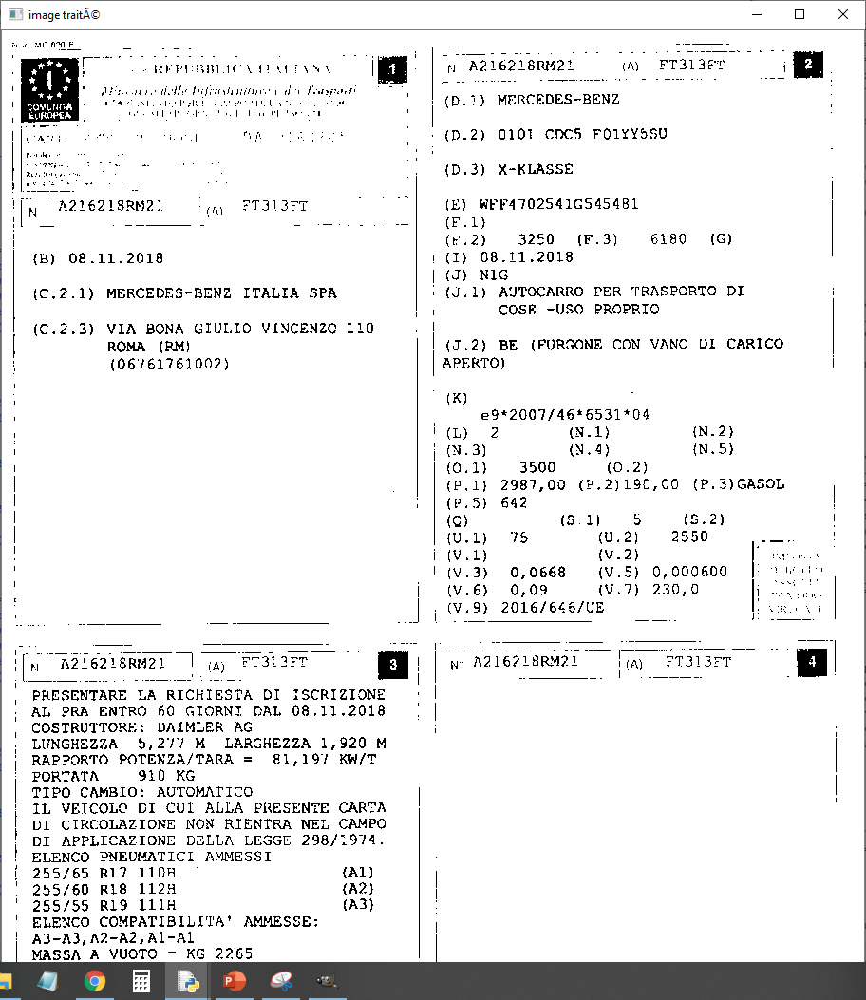 image traitÃ©
1
REPUBBLICA ITALIANA
Ministero delle Infrastrutture e dei Trasporti
COMUNITA
EUROPEA
N A216218RM21 (A) FT313FT
(B) 08.11.2018
(C.2.1) MERCEDES-BENZ ITALIA SPA
(C.2.3) VIA BONA GIULIO VINCENZO 110
ROMA (RM)
(06761761002)
N A216218RM21 (A) FT313FT 2
(D.1) MERCEDES-BENZ
(D.2) 0101 CDC5 F01YY5SU
(D.3) X-KLASSE
(E) WFF4702541G545481
(F.1)
(F.2) 3250 (F.3) 6180 (G)
(I) 08.11.2018
(J) N1G
(J.1) AUTOCARRO PER TRASPORTO DI
COSE -USO PROPRIO
(J.2) BE (FURGONE CON VANO DI CARICO
APERTO)
(K)
e9*2007/46*6531*04
(L) 2 (N.1) (N.2)
(N.3) (N.4) (N.5)
(O.1) 3500 (O.2)
(P.1) 2987,00 (P.2)190,00 (P.3)GASOL
(P.5) 642
(Q) (S.1) 5 (S.2)
(U.1) 75 (U.2) 2550
(V.1) (V.2)
(V.3) 0,0668 (V.5) 0,000600
(V.6) 0,09 (V.7) 230,0
(V.9) 2016/646/UE
N A216218RM21 (A) FT313FT 3
PRESENTARE LA RICHIESTA DI ISCRIZIONE
AL PRA ENTRO 60 GIORNI DAL 08.11.2018
COSTRUTTORE: DAIMLER AG
LUNGHEZZA 5,277 M LARGHEZZA 1,920 M
RAPPORTO POTENZA/TARA = 81,197 KW/T
PORTATA 910 KG
TIPO CAMBIO: AUTOMATICO
IL VEICOLO DI CUI ALLA PRESENTE CARTA
DI CIRCOLAZIONE NON RIENTRA NEL CAMPO
DI APPLICAZIONE DELLA LEGGE 298/1974.
ELENCO PNEUMATICI AMMESSI
255/65 R17 110H (A1)
255/60 R18 112H (A2)
255/55 R19 111H (A3)
ELENCO COMPATIBILITA' AMMESSE:
A3-A3,A2-A2,A1-A1
MASSA A VUOTO - KG 2265
N° A216218RM21 (A) FT313FT 4